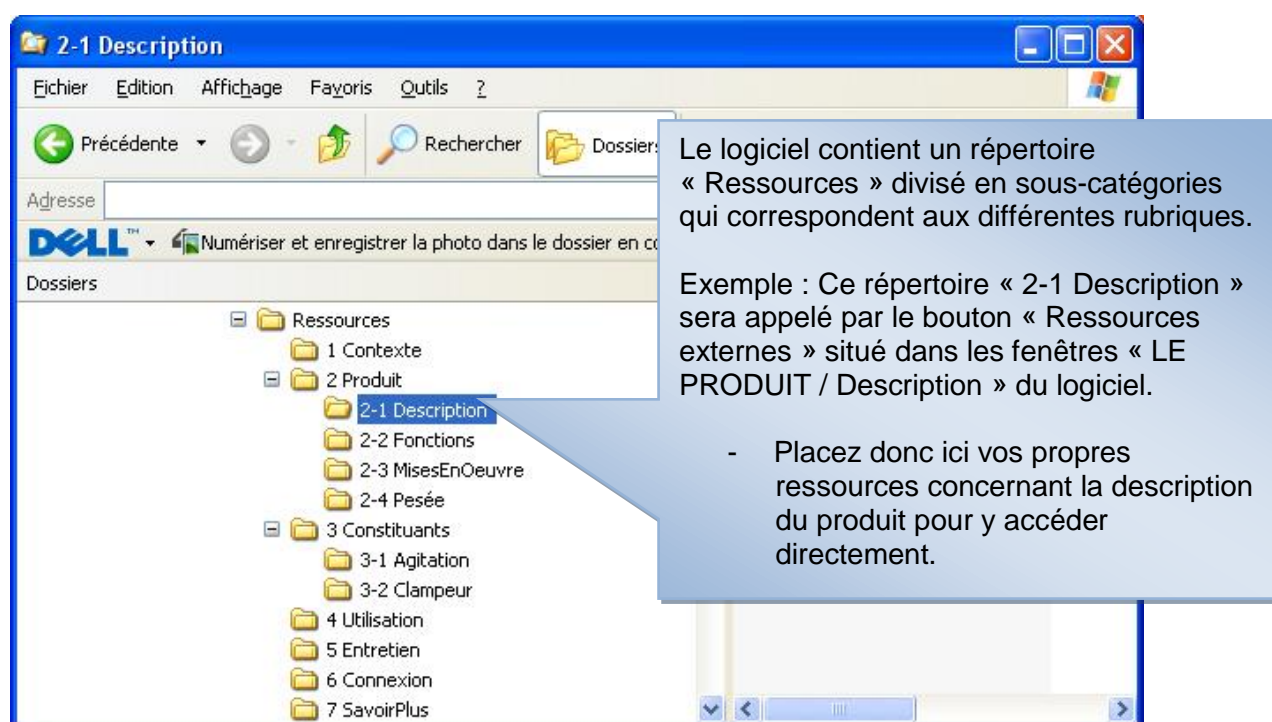 2-1 Description
Fichier Edition Affichage Favoris Outils ?
Précédente Rechercher Dossiers
Adresse
DELL™ Numériser et enregistrer la photo dans le dossier en co
Dossiers
Ressources
1 Contexte
2 Produit
2-1 Description
2-2 Fonctions
2-3 MisesEnOeuvre
2-4 Pesée
3 Constituants
3-1 Agitation
3-2 Clampeur
4 Utilisation
5 Entretien
6 Connexion
7 SavoirPlus
Le logiciel contient un répertoire
« Ressources » divisé en sous-catégories
qui correspondent aux différentes rubriques.
Exemple : Ce répertoire « 2-1 Description »
sera appelé par le bouton « Ressources
externes » situé dans les fenêtres « LE
PRODUIT / Description » du logiciel.
- Placez donc ici vos propres
ressources concernant la description
du produit pour y accéder
directement.